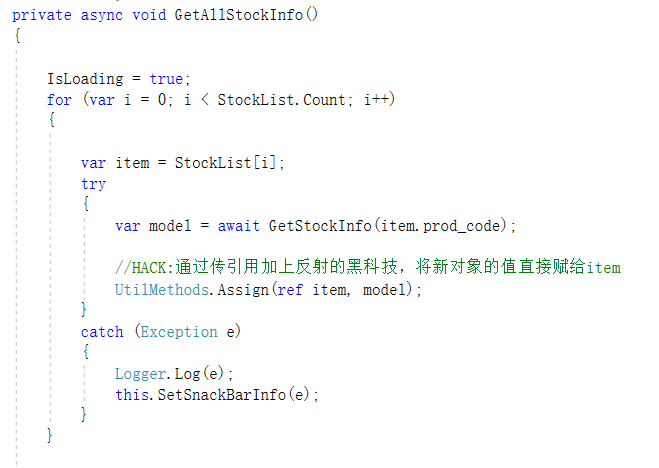 private async void GetAllStockInfo()
{
IsLoading = true;
for (var i = 0; i < StockList.Count; i++)
{
var item = StockList[i];
try
{
var model = await GetStockInfo(item.prod_code);
//HACK:通过传引用加上反射的黑科技，将新对象的值直接赋给item
UtilMethods.Assign(ref item, model);
}
catch (Exception e)
{
Logger.Log(e);
this.SetSnackBarInfo(e);
}
}